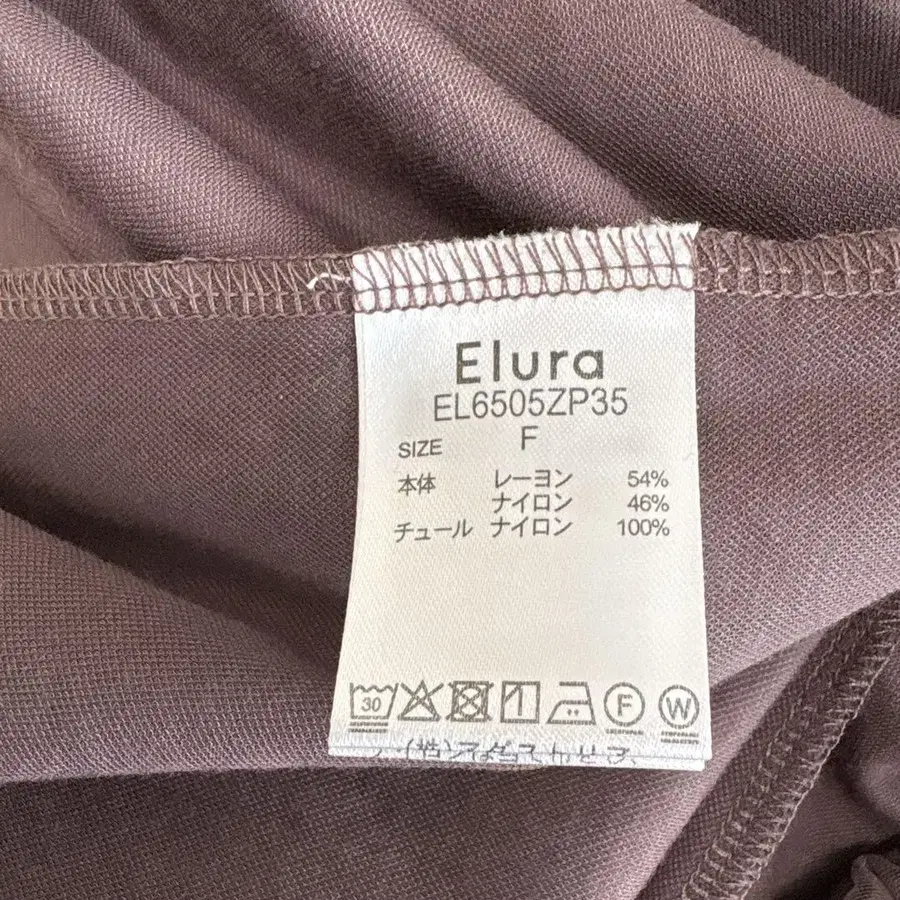 Elura
EL6505ZP35
SIZE F
本体 レーヨン 54%
ナイロン 46%
チュール ナイロン 100%
30 F W